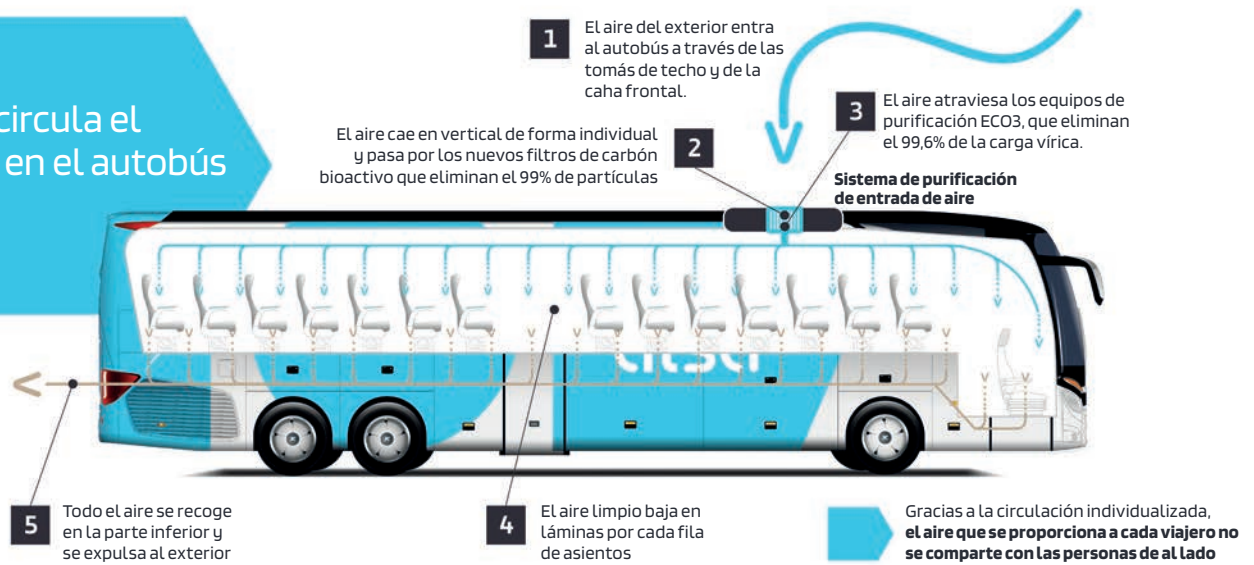 circula el
en el autobús
1
El aire del exterior entra
al autobús a través de las
tomás de techo y de la
caha frontal.
El aire cae en vertical de forma individual
y pasa por los nuevos filtros de carbón
bioactivo que eliminan el 99% de partículas
2
3
El aire atraviesa los equipos de
purificación ECO3, que eliminan
el 99,6% de la carga vírica.
Sistema de purificación
de entrada de aire
5
Todo el aire se recoge
en la parte inferior y
se expulsa al exterior
4
El aire limpio baja en
láminas por cada fila
de asientos
Gracias a la circulación individualizada,
el aire que se proporciona a cada viajero no
se comparte con las personas de al lado